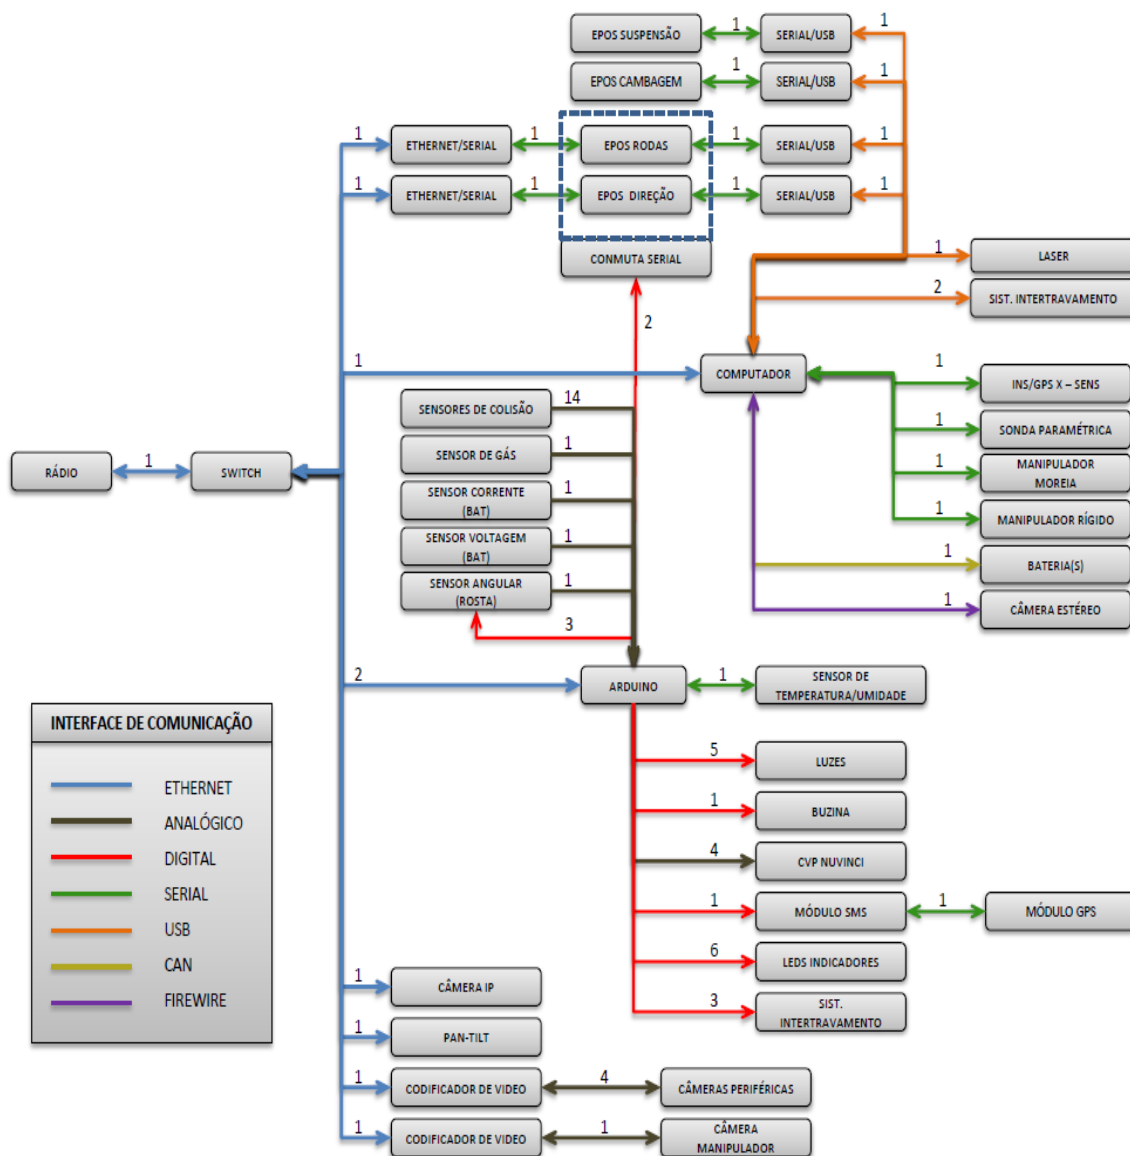 1
EPOS SUSPENSÃO
1
SERIAL/USB
1
EPOS CAMBAGEM
1
SERIAL/USB
1
1
ETHERNET/SERIAL
1
EPOS RODAS
1
SERIAL/USB
1
1
ETHERNET/SERIAL
1
EPOS DIREÇÃO
1
SERIAL/USB
1
CONMUTA SERIAL
1
LASER
2
SIST. INTERTRAVAMENTO
2
1
COMPUTADOR
1
INS/GPS X – SENS
SENSORES DE COLISÃO
14
1
SONDA PARAMÉTRICA
SENSOR DE GÁS
1
RÁDIO
1
SWITCH
1
MANIPULADOR
MOREIA
SENSOR CORRENTE
(BAT)
1
1
MANIPULADOR RÍGIDO
SENSOR VOLTAGEM
(BAT)
1
1
BATERIA(S)
SENSOR ANGULAR
(ROSTA)
1
1
CÂMERA ESTÉREO
3
2
ARDUINO
1
SENSOR DE
TEMPERATURA/UMIDADE
INTERFACE DE COMUNICAÇÃO
ETHERNET
ANALÓGICO
DIGITAL
SERIAL
USB
CAN
FIREWIRE
5
LUZES
1
BUZINA
4
CVP NUVINCI
1
MÓDULO SMS
1
MÓDULO GPS
6
LEDS INDICADORES
3
SIST.
INTERTRAVAMENTO
1
CÂMERA IP
1
PAN-TILT
1
CODIFICADOR DE VIDEO
4
CÂMERAS PERIFÉRICAS
1
CODIFICADOR DE VIDEO
1
CÂMERA
MANIPULADOR